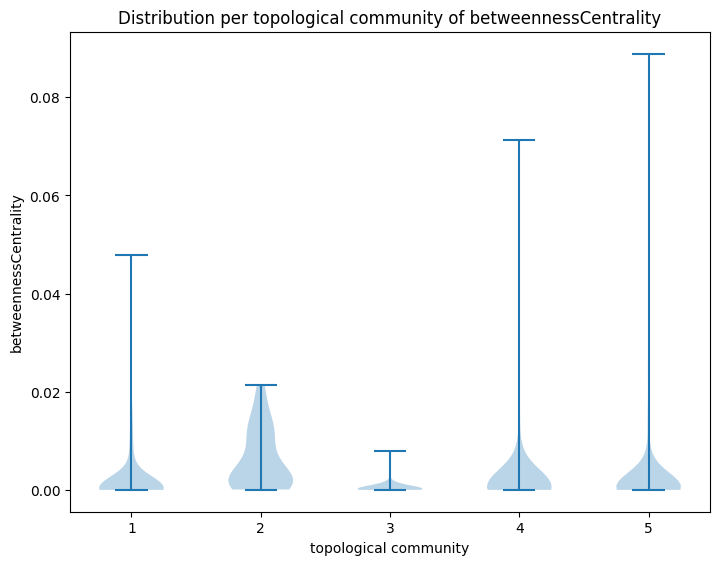 Distribution per topological community of betweennessCentrality
betweennessCentrality
0.08
0.06
0.04
0.02
0.00
1 2 3 4 5
topological community